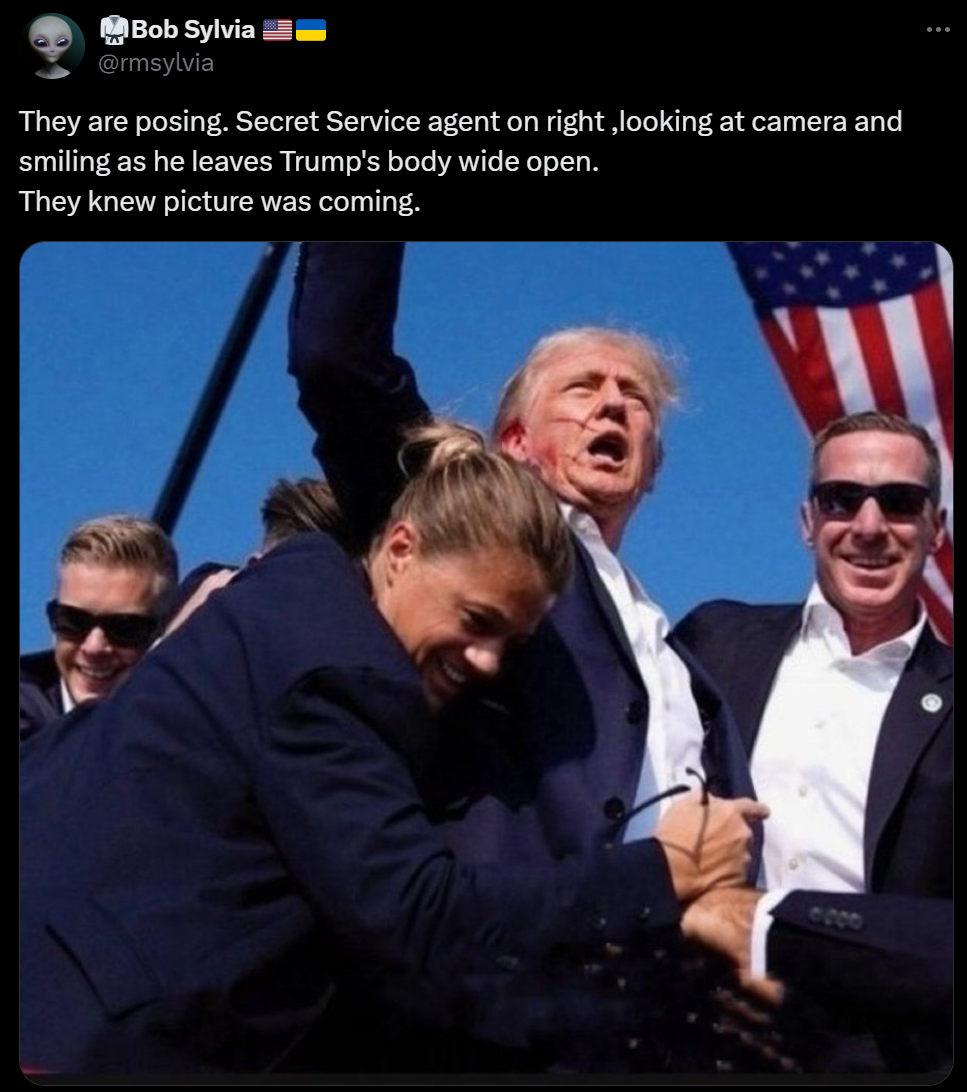 🥋Bob Sylvia 🇺🇸🇺🇦
@rmsylvia
They are posing. Secret Service agent on right ,looking at camera and
smiling as he leaves Trump's body wide open.
They knew picture was coming.